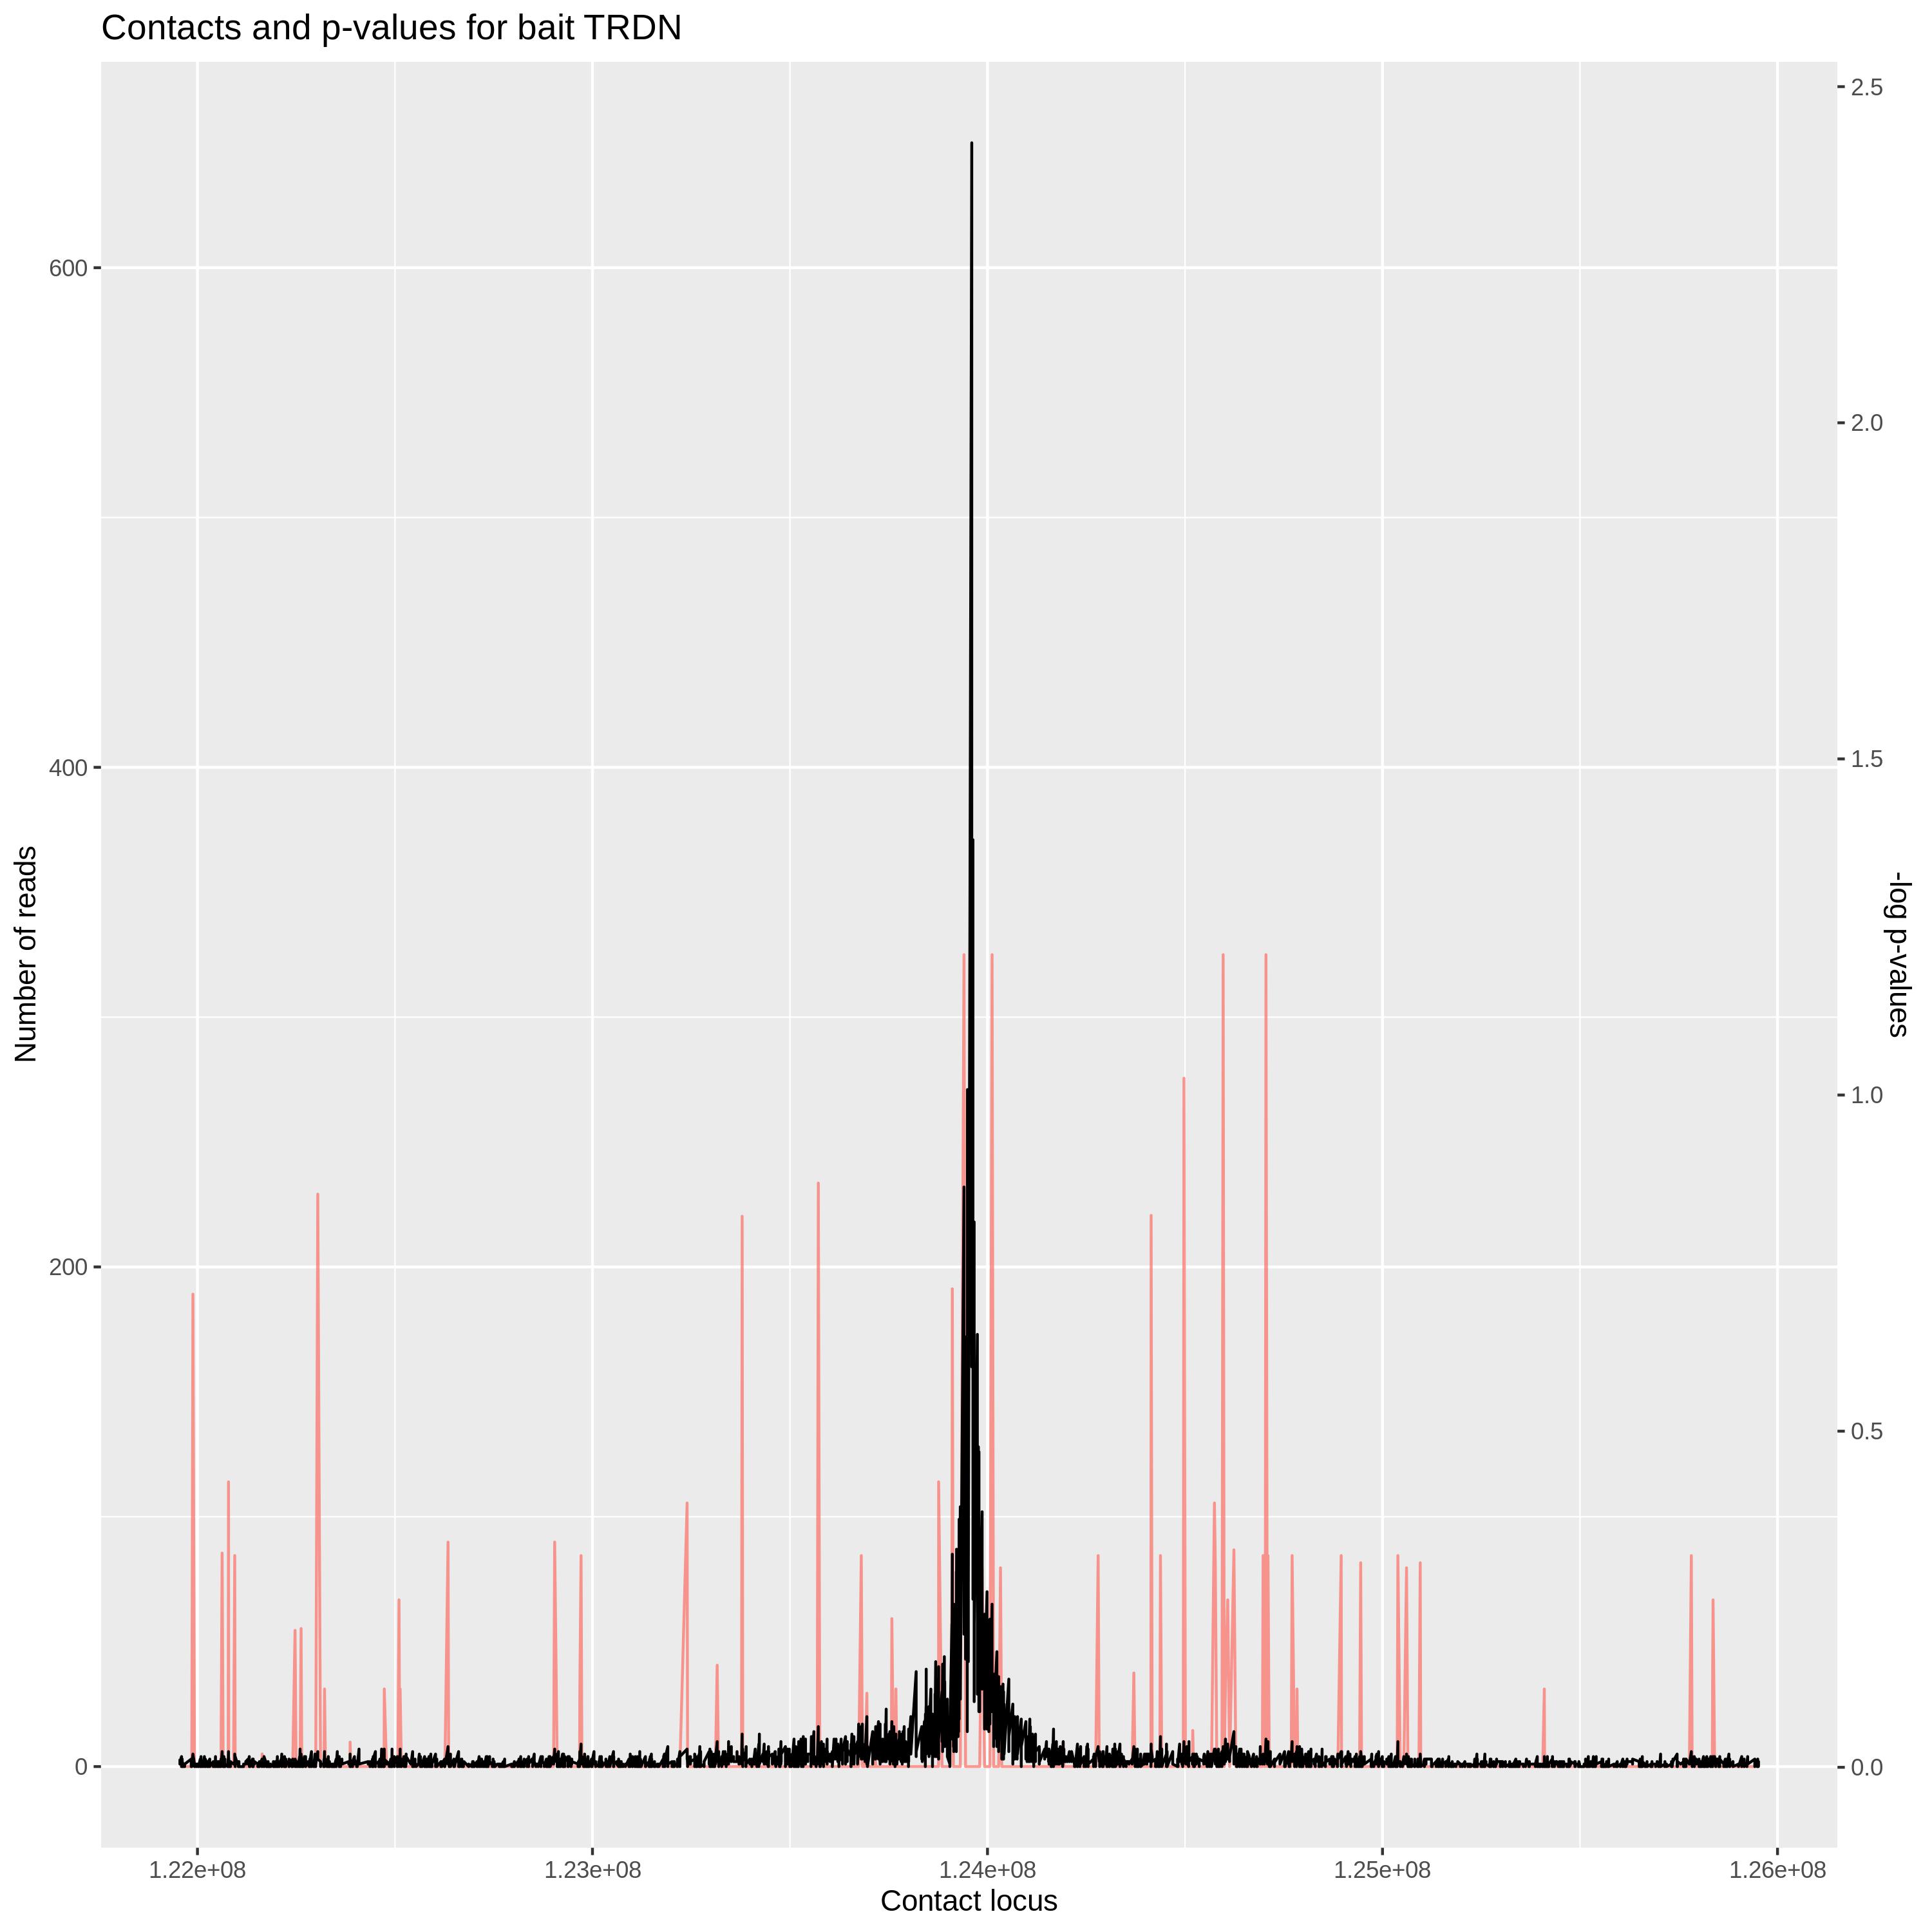 Contacts and p-values for bait TRDN
600
400
200
0
Number of reads
2.5
2.0
1.5
1.0
0.5
0.0
-log p-values
1.22e+08
1.23e+08
1.24e+08
1.25e+08
1.26e+08
Contact locus